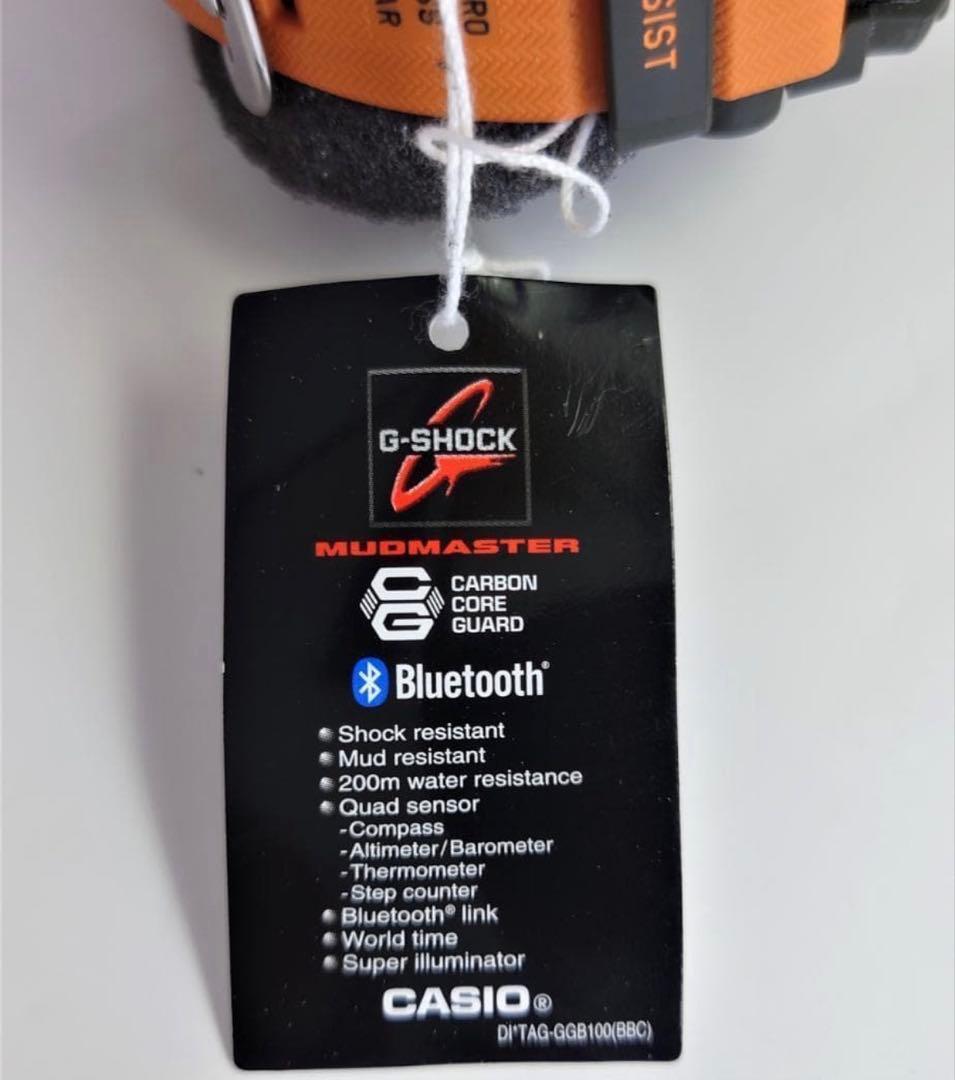 SIST
G-SHOCK
MUDMASTER
CARBON
CORE
GUARD
Bluetooth®
Shock resistant
Mud resistant
200m water resistance
Quad sensor
-Compass
-Altimeter/Barometer
-Thermometer
-Step counter
Bluetooth® link
World time
Super illuminator
CASIO®
DI*TAG-GGB100(BBC)